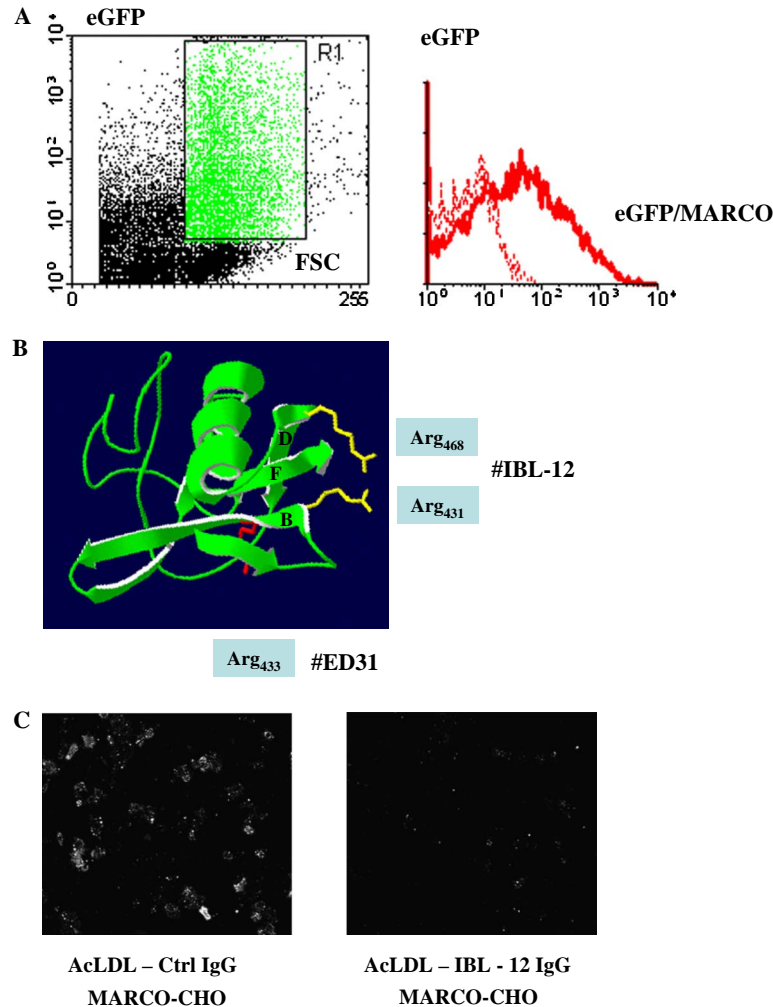 A
eGFP
R1
FSC
10⁴
10³
10²
10¹
10⁰
0
255
eGFP
eGFP/MARCO
10⁰ 10¹ 10² 10³ 10⁴
B
D
F
B
Arg₄₆₈
#IBL-12
Arg₄₃₁
Arg₄₃₃ #ED31
C
AcLDL – Ctrl IgG
MARCO-CHO
AcLDL – IBL - 12 IgG
MARCO-CHO